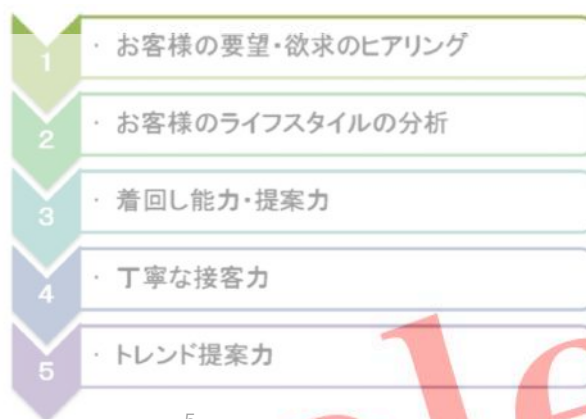 1 ・ お客様の要望・欲求のヒアリング
2 ・ お客様のライフスタイルの分析
3 ・ 着回し能力・提案力
4 ・ 丁寧な接客力
5 ・ トレンド提案力
5